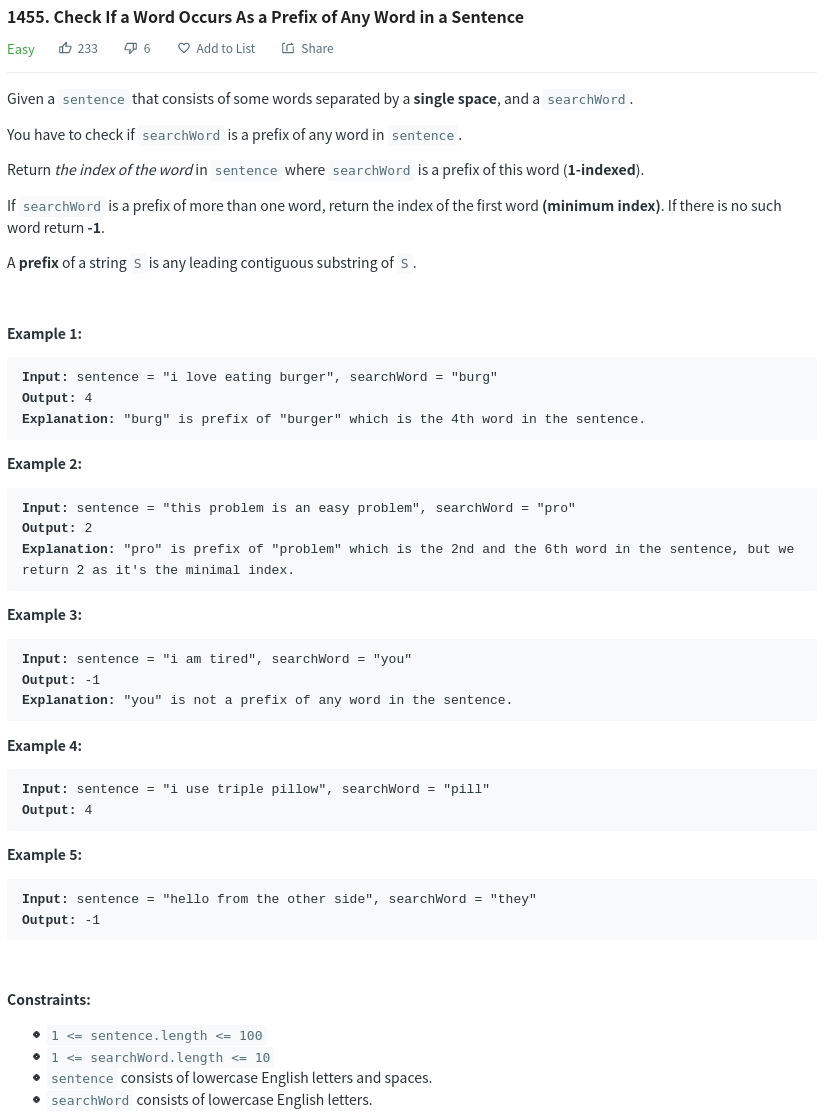 1455. Check If a Word Occurs As a Prefix of Any Word in a Sentence
Easy 233 6 Add to List Share
Given a sentence that consists of some words separated by a single space, and a searchWord.
You have to check if searchWord is a prefix of any word in sentence.
Return the index of the word in sentence where searchWord is a prefix of this word (1-indexed).
If searchWord is a prefix of more than one word, return the index of the first word (minimum index). If there is no such
word return -1.
A prefix of a string S is any leading contiguous substring of S.
Example 1:
Input: sentence = "i love eating burger", searchWord = "burg"
Output: 4
Explanation: "burg" is prefix of "burger" which is the 4th word in the sentence.
Example 2:
Input: sentence = "this problem is an easy problem", searchWord = "pro"
Output: 2
Explanation: "pro" is prefix of "problem" which is the 2nd and the 6th word in the sentence, but we
return 2 as it's the minimal index.
Example 3:
Input: sentence = "i am tired", searchWord = "you"
Output: -1
Explanation: "you" is not a prefix of any word in the sentence.
Example 4:
Input: sentence = "i use triple pillow", searchWord = "pill"
Output: 4
Example 5:
Input: sentence = "hello from the other side", searchWord = "they"
Output: -1
Constraints:
1 <= sentence.length <= 100
1 <= searchWord.length <= 10
sentence consists of lowercase English letters and spaces.
searchWord consists of lowercase English letters.